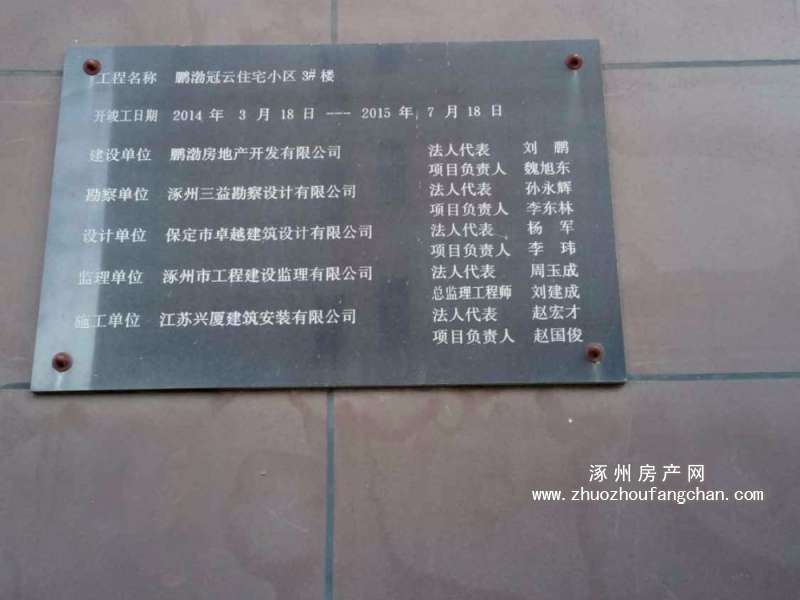 工程名称 鹏渤冠云住宅小区 3# 楼
开竣工日期 2014 年 3 月 18 日 --- 2015 年 7 月 18 日
建设单位 鹏渤房地产开发有限公司 法人代表 刘 鹏
项目负责人 魏旭东
勘察单位 涿州三益勘察设计有限公司 法人代表 孙永辉
项目负责人 李东林
设计单位 保定市卓越建筑设计有限公司 法人代表 杨 军
项目负责人 李 玮
监理单位 涿州市工程建设监理有限公司 法人代表 周玉成
总监理工程师 刘建成
施工单位 江苏兴厦建筑安装有限公司 法人代表 赵宏才
项目负责人 赵国俊
涿州房产网
www.zhuozhoufangchan.com